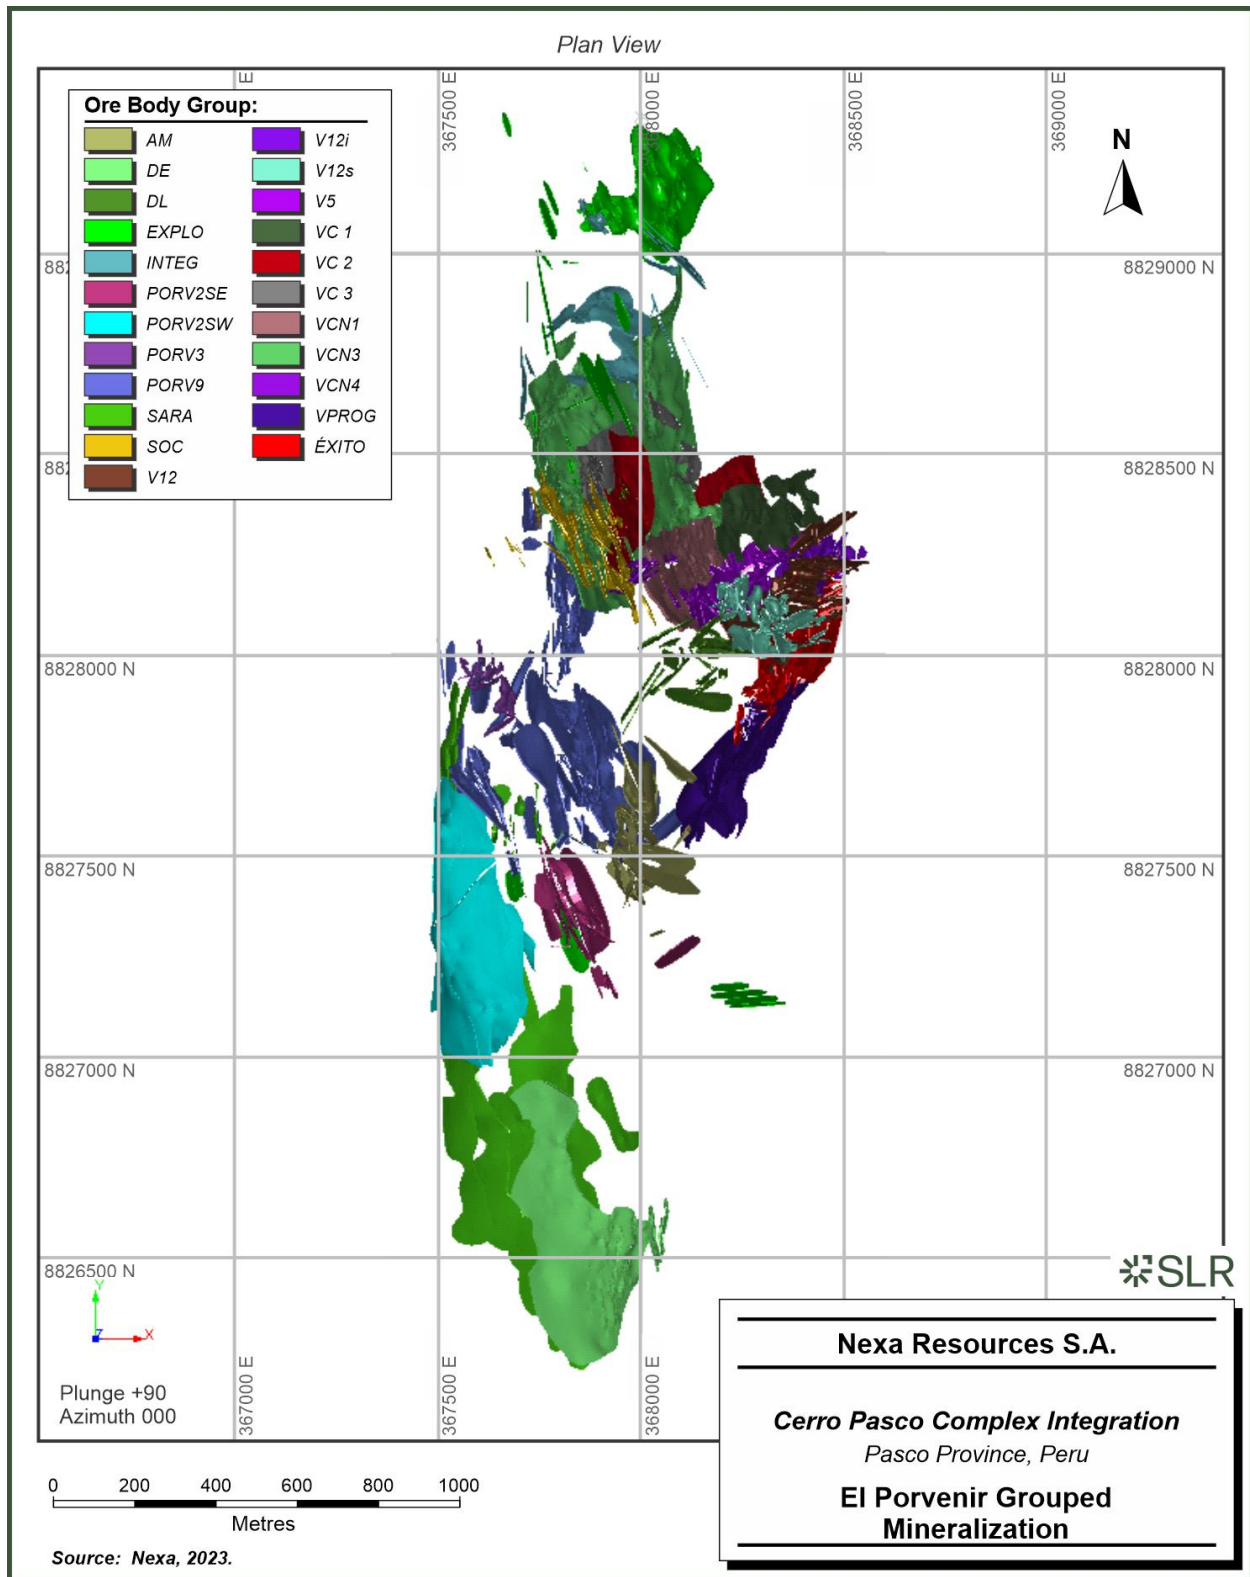 Plan View
E
367500 E
368000 E
368500 E
369000 E
Ore Body Group:
AM
DE
DL
EXPLO
INTEG
PORV2SE
PORV2SW
PORV3
PORV9
SARA
SOC
V12
V12i
V12s
V5
VC 1
VC 2
VC 3
VCN1
VCN3
VCN4
VPROG
ÉXITO
N
882
8829000 N
882
8828500 N
8828000 N
8828000 N
8827500 N
8827500 N
8827000 N
8827000 N
8826500 N
Y
Z
X
Plunge +90
Azimuth 000
367000 E
367500 E
368000 E
SLR
Nexa Resources S.A.
Cerro Pasco Complex Integration
Pasco Province, Peru
El Porvenir Grouped
Mineralization
0 200 400 600 800 1000
Metres
Source: Nexa, 2023.